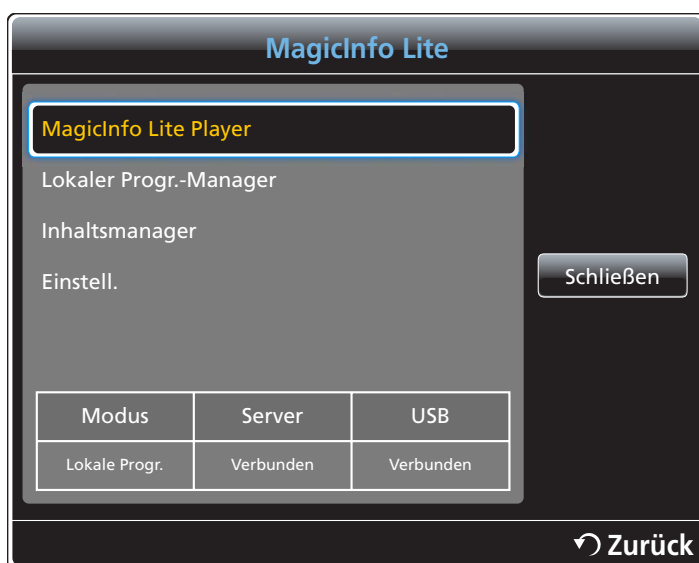 MagicInfo Lite
MagicInfo Lite Player
Lokaler Progr.-Manager
Inhaltsmanager
Einstell.
Schließen
Modus Server USB
Lokale Progr. Verbunden Verbunden
Zurück